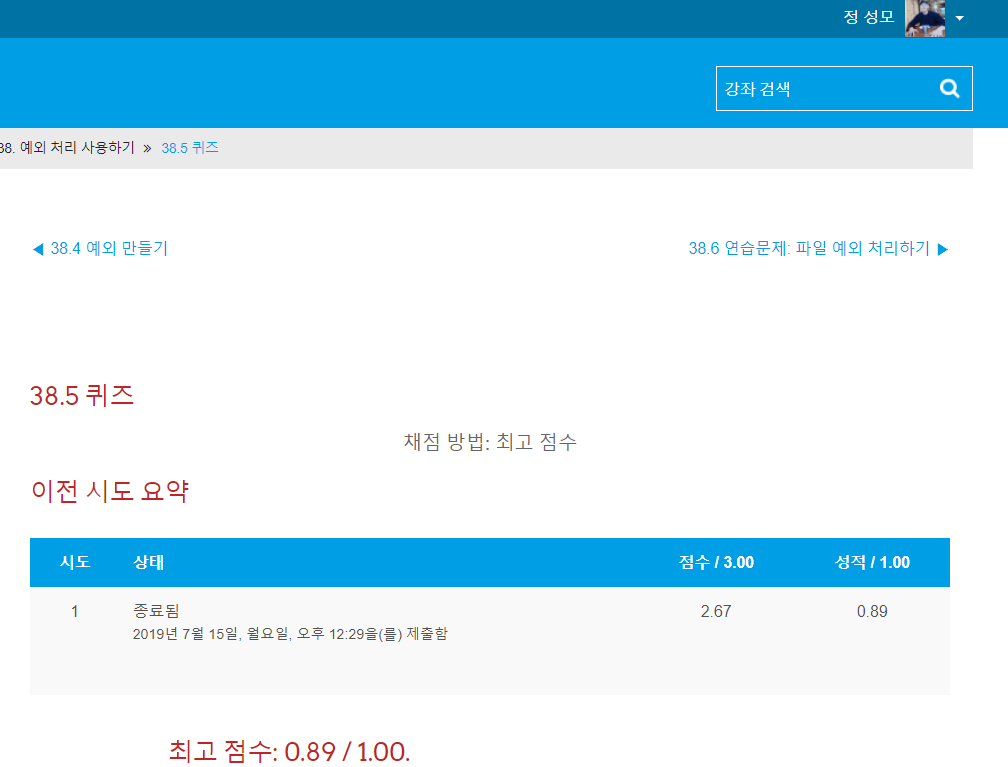 정 성모
강좌 검색
38. 예외 처리 사용하기 » 38.5 퀴즈
◀ 38.4 예외 만들기
38.6 연습문제: 파일 예외 처리하기 ▶
38.5 퀴즈
채점 방법: 최고 점수
이전 시도 요약
시도 상태 점수 / 3.00 성적 / 1.00
1 종료됨 2.67 0.89
2019년 7월 15일, 월요일, 오후 12:29을(를) 제출함
최고 점수: 0.89 / 1.00.